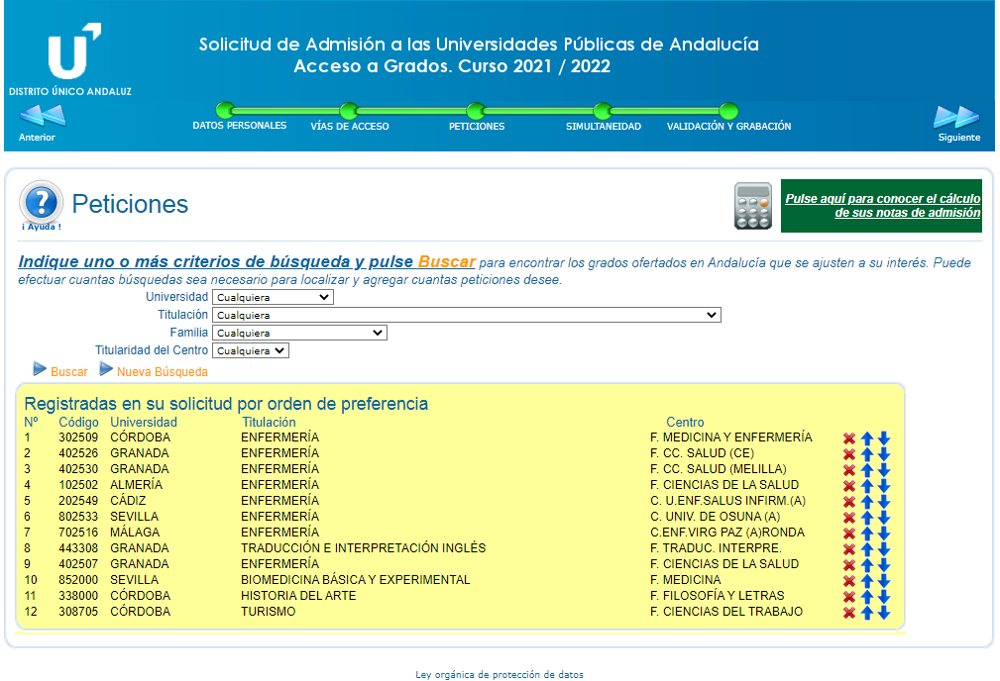 Solicitud de Admisión a las Universidades Públicas de Andalucía
Acceso a Grados. Curso 2021 / 2022
U
DISTRITO ÚNICO ANDALUZ
Anterior
DATOS PERSONALES VÍAS DE ACCESO PETICIONES SIMULTANEIDAD VALIDACIÓN Y GRABACIÓN
Siguiente
?
¡ Ayuda !
Peticiones
Pulse aquí para conocer el cálculo
de sus notas de admisión
Indique uno o más criterios de búsqueda y pulse Buscar para encontrar los grados ofertados en Andalucía que se ajusten a su interés. Puede
efectuar cuantas búsquedas sea necesario para localizar y agregar cuantas peticiones desee.
Universidad Cualquiera
Titulación Cualquiera
Familia Cualquiera
Titularidad del Centro Cualquiera
Buscar Nueva Búsqueda
Registradas en su solicitud por orden de preferencia
Nº Código Universidad Titulación Centro
1 302509 CÓRDOBA ENFERMERÍA F. MEDICINA Y ENFERMERÍA
2 402526 GRANADA ENFERMERÍA F. CC. SALUD (CE)
3 402530 GRANADA ENFERMERÍA F. CC. SALUD (MELILLA)
4 102502 ALMERÍA ENFERMERÍA F. CIENCIAS DE LA SALUD
5 202549 CÁDIZ ENFERMERÍA C. U.ENF.SALUS INFIRM.(A)
6 802533 SEVILLA ENFERMERÍA C. UNIV. DE OSUNA (A)
7 702516 MÁLAGA ENFERMERÍA C.ENF.VIRG PAZ (A)RONDA
8 443308 GRANADA TRADUCCIÓN E INTERPRETACIÓN INGLÉS F. TRADUC. INTERPRE.
9 402507 GRANADA ENFERMERÍA F. CIENCIAS DE LA SALUD
10 852000 SEVILLA BIOMEDICINA BÁSICA Y EXPERIMENTAL F. MEDICINA
11 338000 CÓRDOBA HISTORIA DEL ARTE F. FILOSOFÍA Y LETRAS
12 308705 CÓRDOBA TURISMO F. CIENCIAS DEL TRABAJO
Ley orgánica de protección de datos